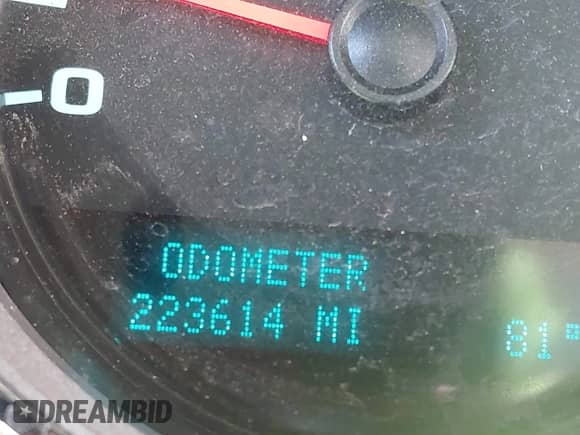 0
ODOMETER
223614 MI
81°
DREAMBID